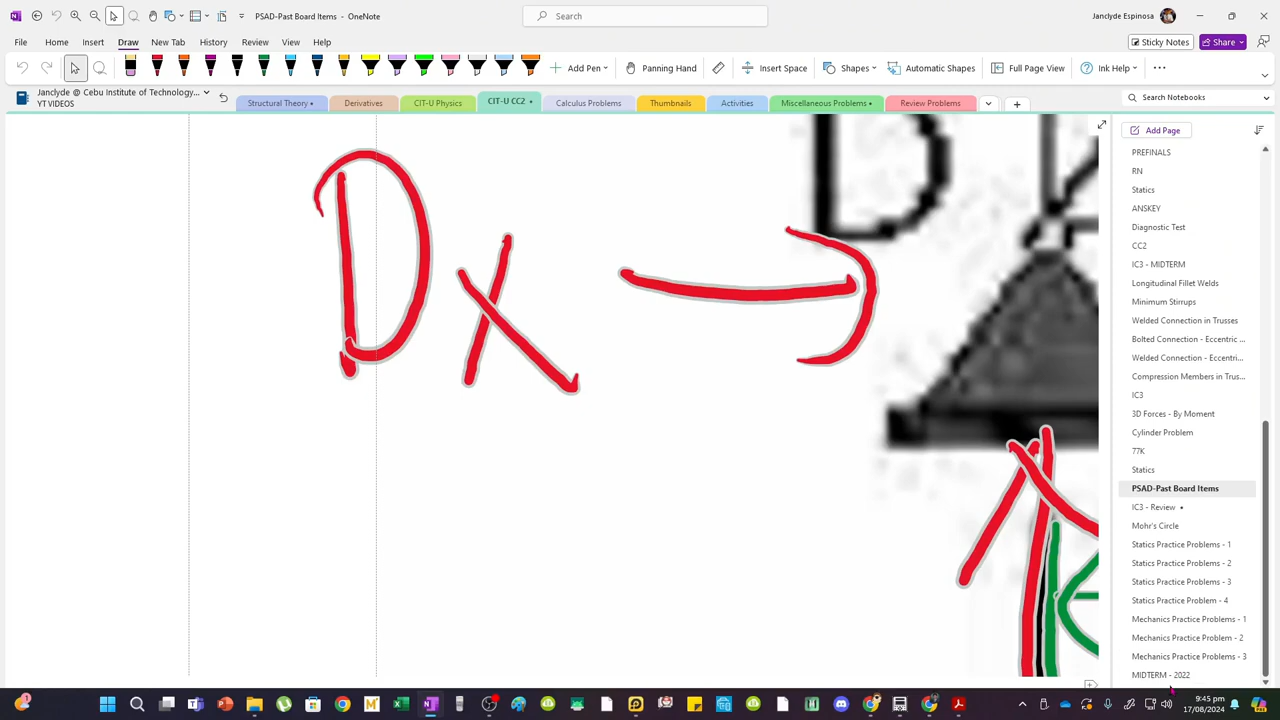 PSAD-Past Board Items - OneNote
Search
Janclyde Espinosa
File Home Insert Draw New Tab History Review View Help
Sticky Notes
Share
Add Pen
Panning Hand
Insert Space
Shapes
Automatic Shapes
Full Page View
Ink Help
Janclyde @ Cebu Institute of Technology...
YT VIDEOS
Structural Theory
Derivatives
CIT-U Physics
CIT-U CC2
Calculus Problems
Thumbnails
Activities
Miscellaneous Problems
Review Problems
Search Notebooks
Add Page
PREFINALS
RN
Statics
ANSKEY
Diagnostic Test
CC2
IC3 - MIDTERM
Longitudinal Fillet Welds
Minimum Stirrups
Welded Connection in Trusses
Bolted Connection - Eccentric ...
Welded Connection - Eccentri...
Compression Members in Trus...
IC3
3D Forces - By Moment
Cylinder Problem
77K
Statics
PSAD-Past Board Items
IC3 - Review
Mohr's Circle
Statics Practice Problems - 1
Statics Practice Problems - 2
Statics Practice Problems - 3
Statics Practice Problem - 4
Mechanics Practice Problems - 1
Mechanics Practice Problem - 2
Mechanics Practice Problems - 3
MIDTERM - 2022
D
Dx
9:45 pm
17/08/2024